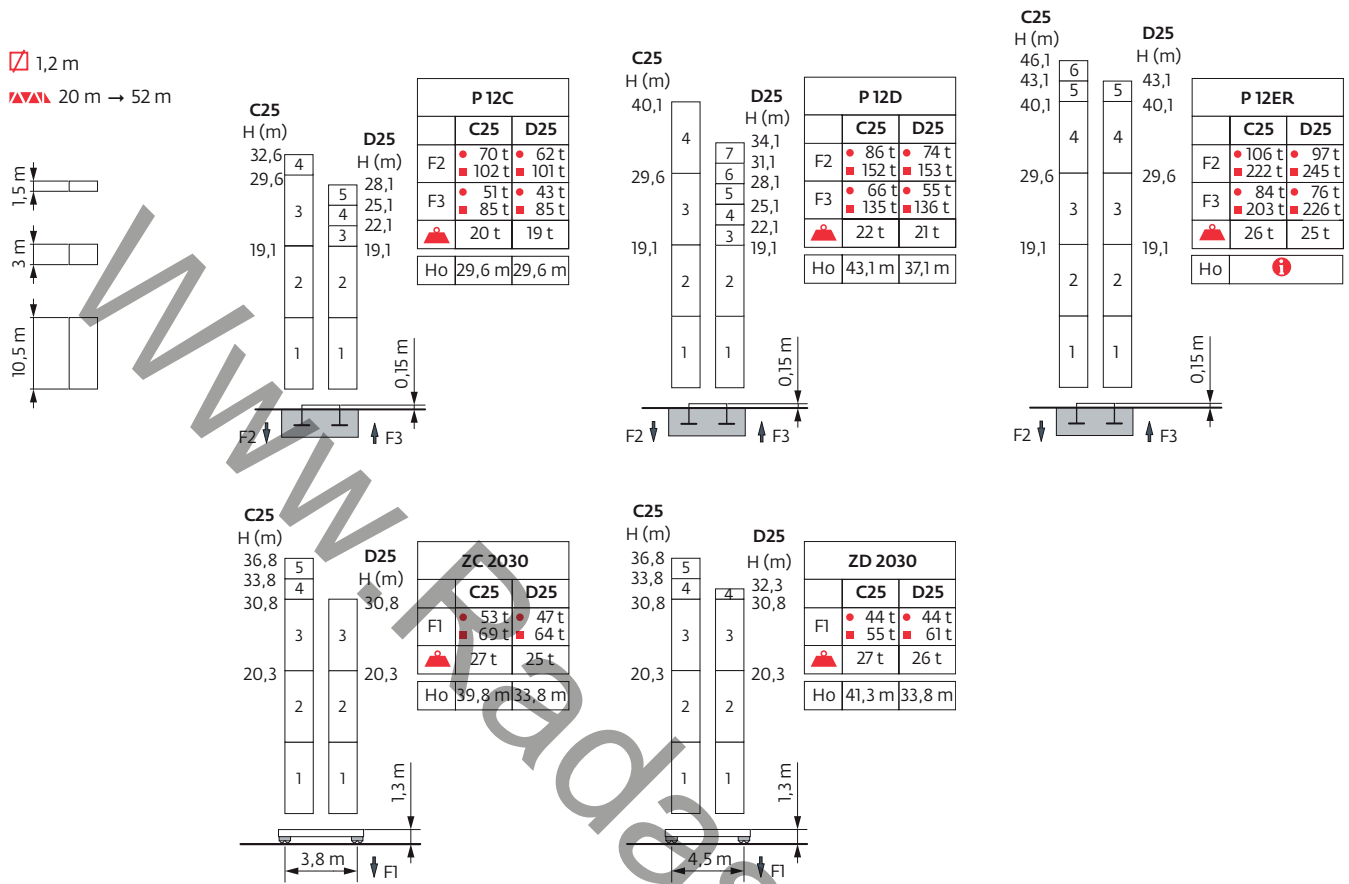 1,2 m
20 m → 52 m
1,5 m
3 m
10,5 m
C25
H (m)
32,6
29,6
19,1
4
3
2
1
D25
H (m)
28,1
25,1
22,1
19,1
5
4
3
2
1
P 12C
C25 D25
F2 70 t 62 t
102 t 101 t
F3 51 t 43 t
85 t 85 t
20 t 19 t
Ho 29,6 m 29,6 m
0,15 m
F2 F3
C25
H (m)
40,1
29,6
19,1
4
3
2
1
D25
H (m)
34,1
31,1
28,1
25,1
22,1
19,1
7
6
5
4
3
2
1
P 12D
C25 D25
F2 86 t 74 t
152 t 153 t
F3 66 t 55 t
135 t 136 t
22 t 21 t
Ho 43,1 m 37,1 m
0,15 m
F2 F3
C25
H (m)
46,1
43,1
40,1
29,6
19,1
6
5
4
3
2
1
D25
H (m)
43,1
40,1
29,6
19,1
5
4
3
2
1
P 12ER
C25 D25
F2 106 t 97 t
222 t 245 t
F3 84 t 76 t
203 t 226 t
26 t 25 t
Ho i
0,15 m
F2 F3
C25
H (m)
36,8
33,8
30,8
20,3
5
4
3
2
1
D25
H (m)
30,8
20,3
3
2
1
ZC 2030
C25 D25
F1 53 t 47 t
69 t 64 t
27 t 25 t
Ho 39,8 m 33,8 m
1,3 m
3,8 m F1
C25
H (m)
36,8
33,8
30,8
20,3
5
4
3
2
1
D25
H (m)
32,3
30,8
20,3
4
3
2
1
ZD 2030
C25 D25
F1 44 t 44 t
55 t 61 t
27 t 26 t
Ho 41,3 m 33,8 m
1,3 m
4,5 m F1
Www.Radac